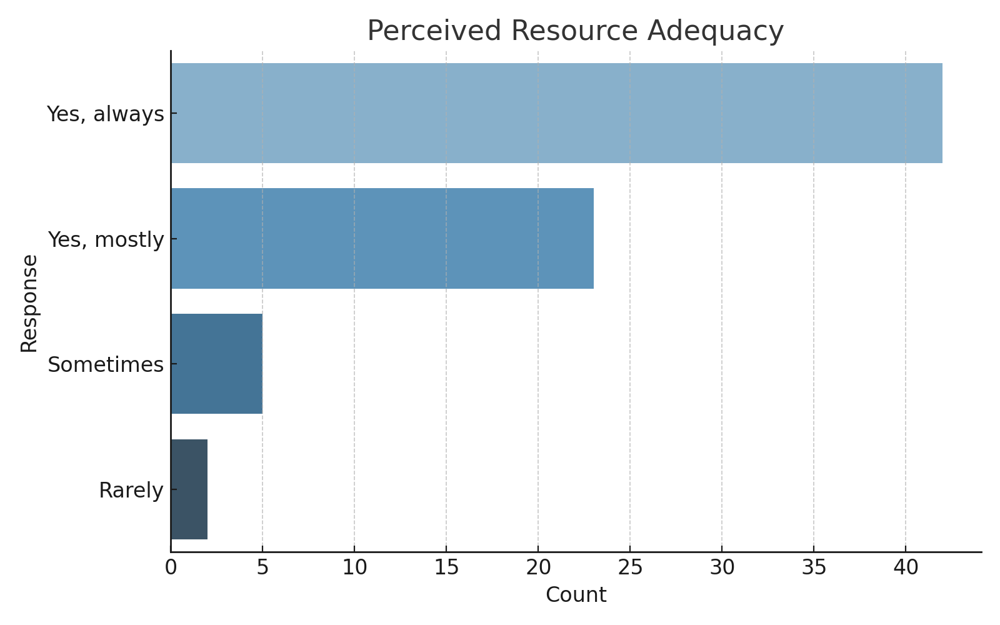 Perceived Resource Adequacy
Yes, always
Yes, mostly
Sometimes
Rarely
Response
0 5 10 15 20 25 30 35 40
Count